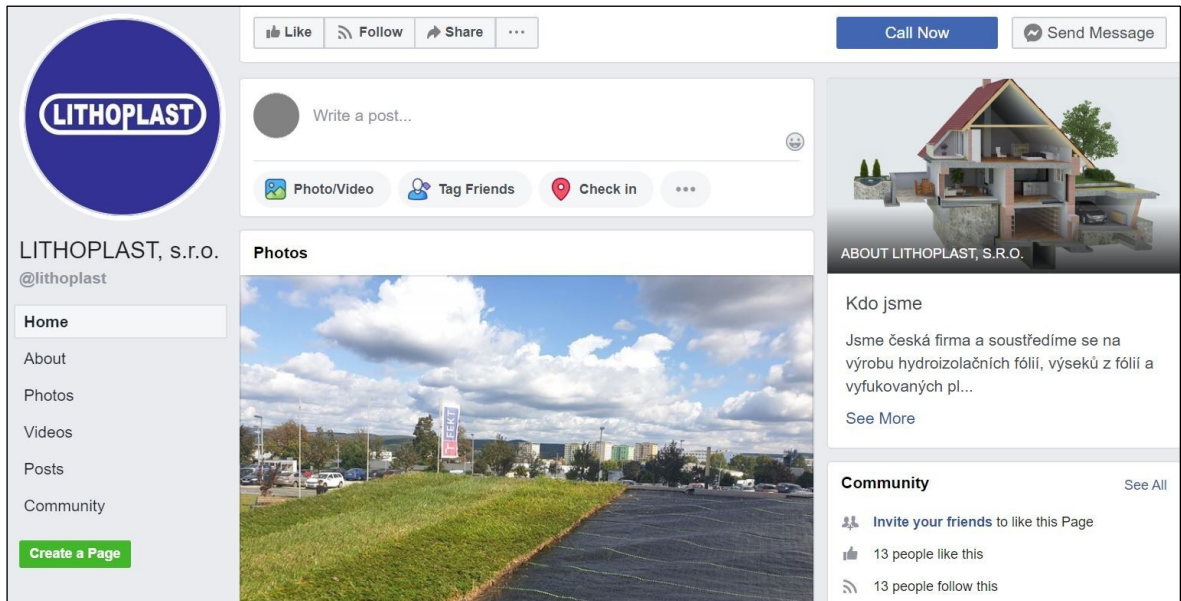 LITHOPLAST
LITHOPLAST, s.r.o.
@lithoplast
Home
About
Photos
Videos
Posts
Community
Create a Page
Like
Follow
Share
Write a post...
Photo/Video
Tag Friends
Check in
Photos
Call Now
Send Message
ABOUT LITHOPLAST, S.R.O.
Kdo jsme
Jsme česká firma a soustředíme se na
výrobu hydroizolačních fólií, výseků z fólií a
vyfukovaných pl...
See More
Community
See All
Invite your friends to like this Page
13 people like this
13 people follow this